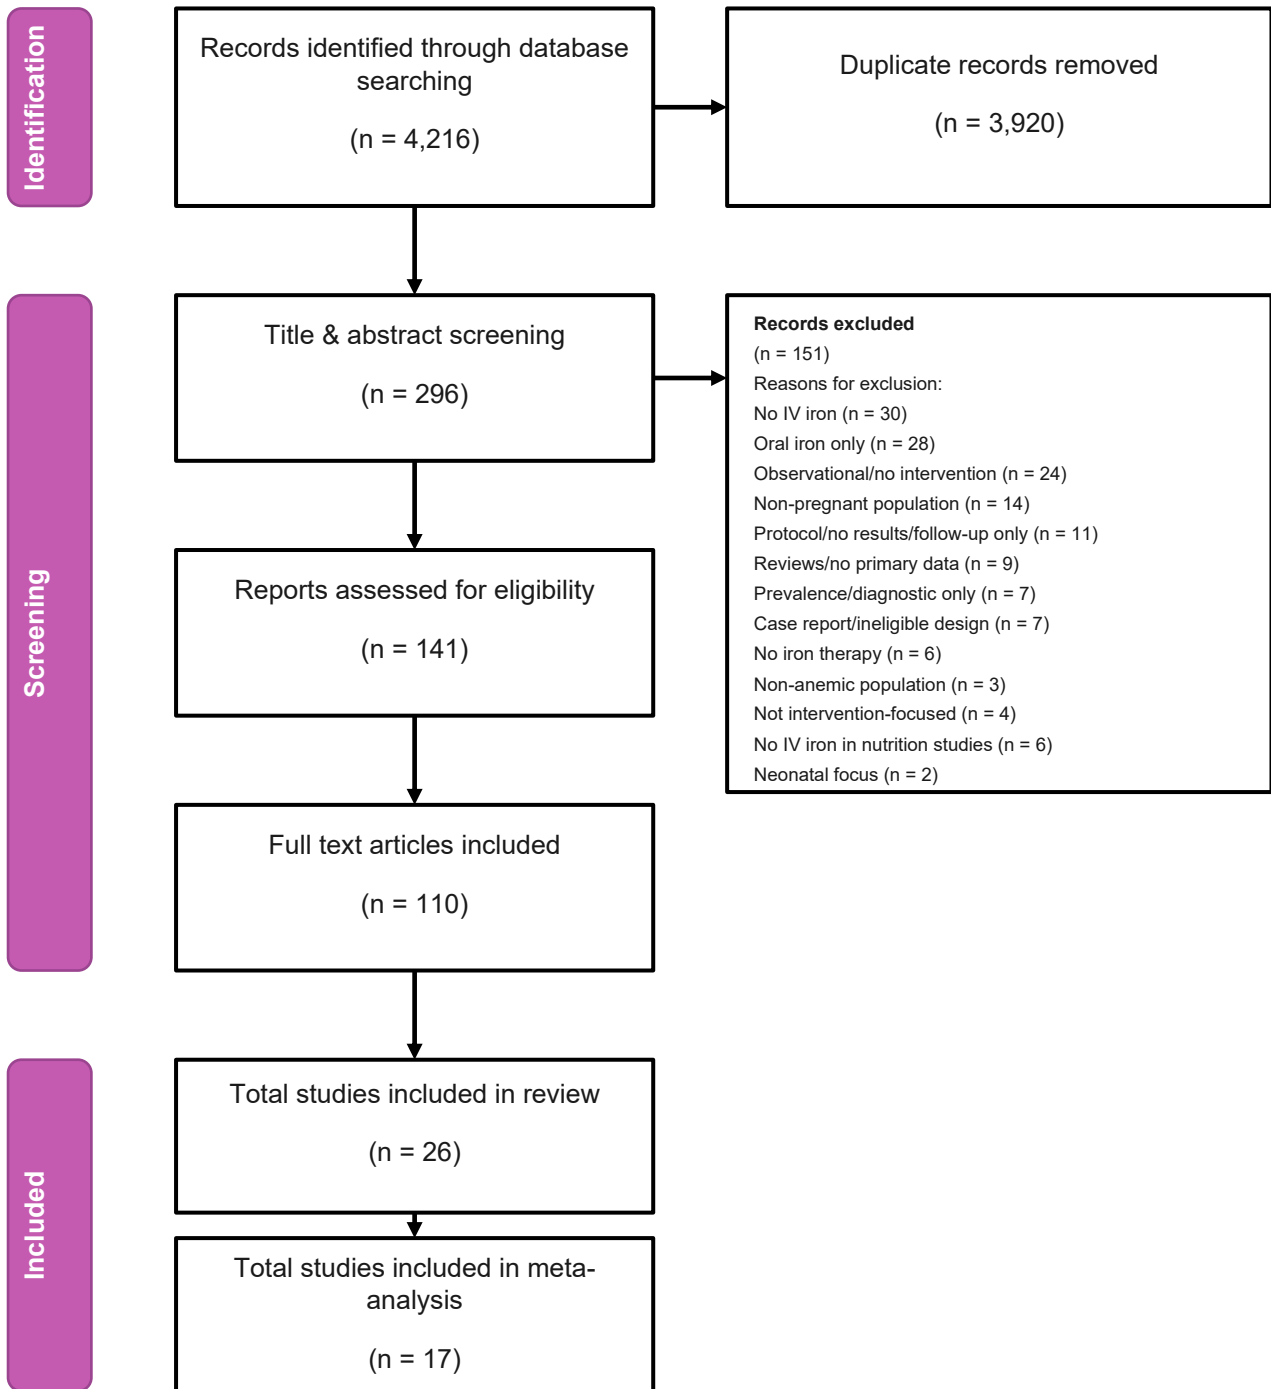 Identification
Records identified through database
searching
(n = 4,216)
Duplicate records removed
(n = 3,920)
Screening
Title & abstract screening
(n = 296)
Records excluded
(n = 151)
Reasons for exclusion:
No IV iron (n = 30)
Oral iron only (n = 28)
Observational/no intervention (n = 24)
Non-pregnant population (n = 14)
Protocol/no results/follow-up only (n = 11)
Reviews/no primary data (n = 9)
Prevalence/diagnostic only (n = 7)
Case report/ineligible design (n = 7)
No iron therapy (n = 6)
Non-anemic population (n = 3)
Not intervention-focused (n = 4)
No IV iron in nutrition studies (n = 6)
Neonatal focus (n = 2)
Reports assessed for eligibility
(n = 141)
Full text articles included
(n = 110)
Included
Total studies included in review
(n = 26)
Total studies included in meta-
analysis
(n = 17)